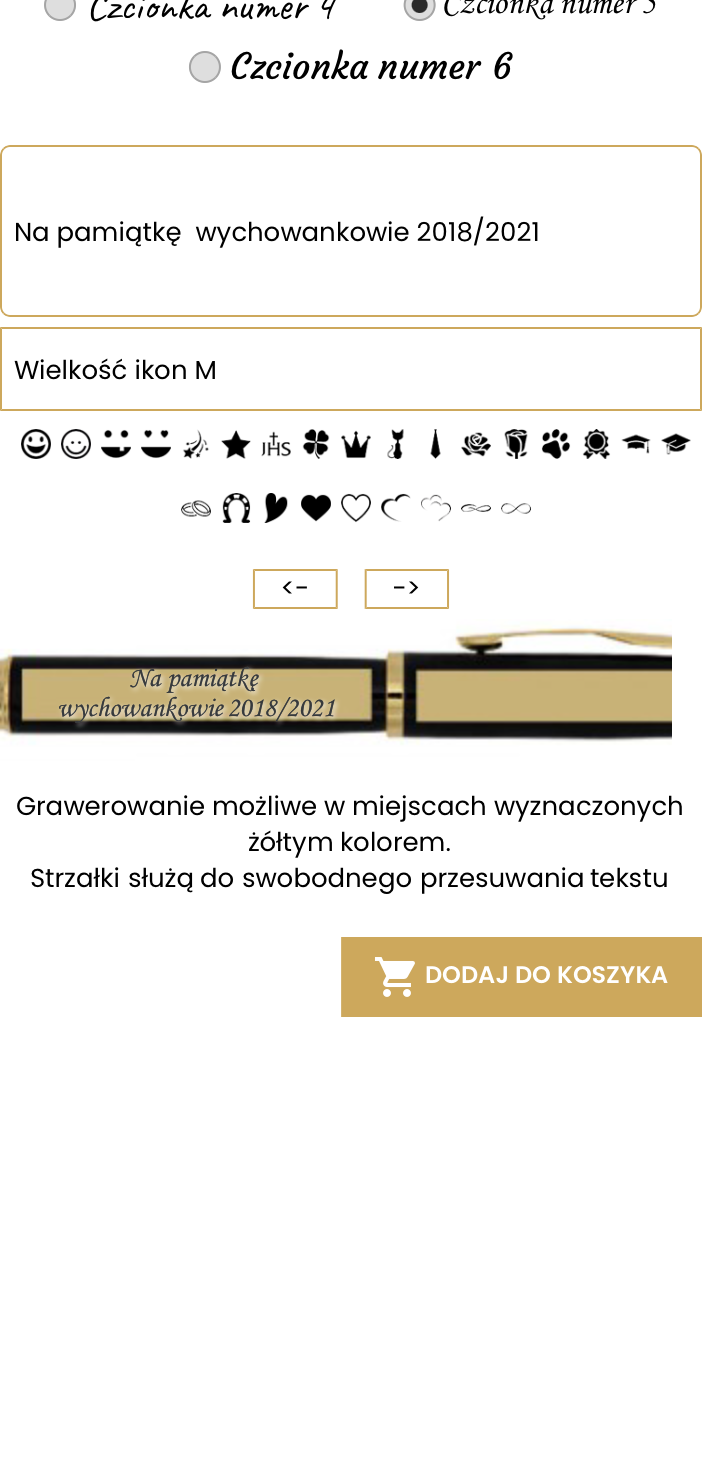 Czcionka numer 4 Czcionka numer 5
Czcionka numer 6
Na pamiątkę  wychowankowie 2018/2021
Wielkość ikon M
JHS
<- ->
Na pamiątkę
wychowankowie 2018/2021
Grawerowanie możliwe w miejscach wyznaczonych
żółtym kolorem.
Strzałki służą do swobodnego przesuwania tekstu
DODAJ DO KOSZYKA